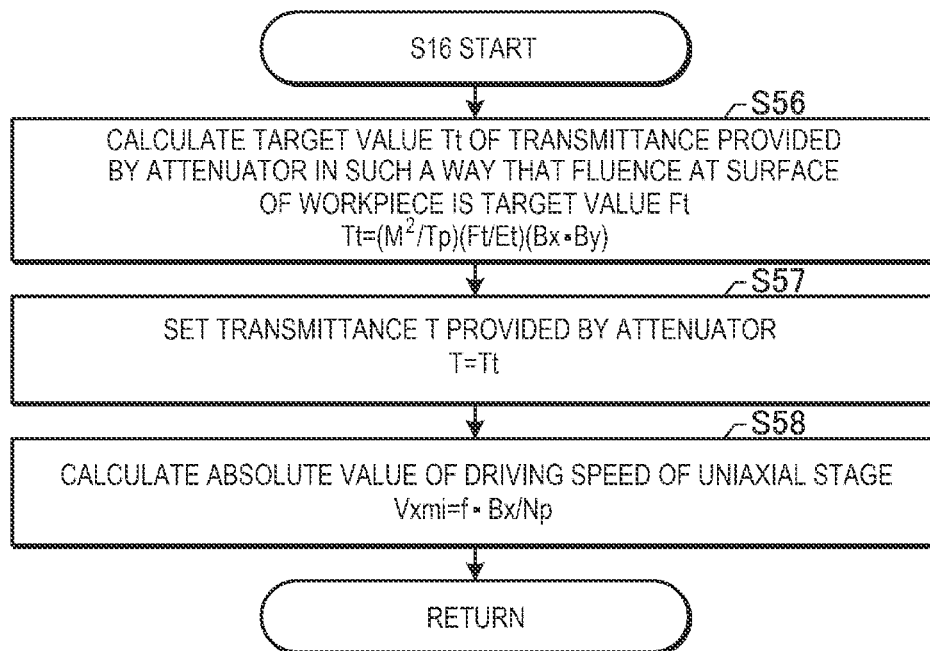 S16 START
S56
CALCULATE TARGET VALUE Tt OF TRANSMITTANCE PROVIDED
BY ATTENUATOR IN SUCH A WAY THAT FLUENCE AT SURFACE
OF WORKPIECE IS TARGET VALUE Ft
Tt=(M²/Tp)(Ft/Et)(Bx•By)
S57
SET TRANSMITTANCE T PROVIDED BY ATTENUATOR
T=Tt
S58
CALCULATE ABSOLUTE VALUE OF DRIVING SPEED OF UNIAXIAL STAGE
Vxmi=f•Bx/Np
RETURN